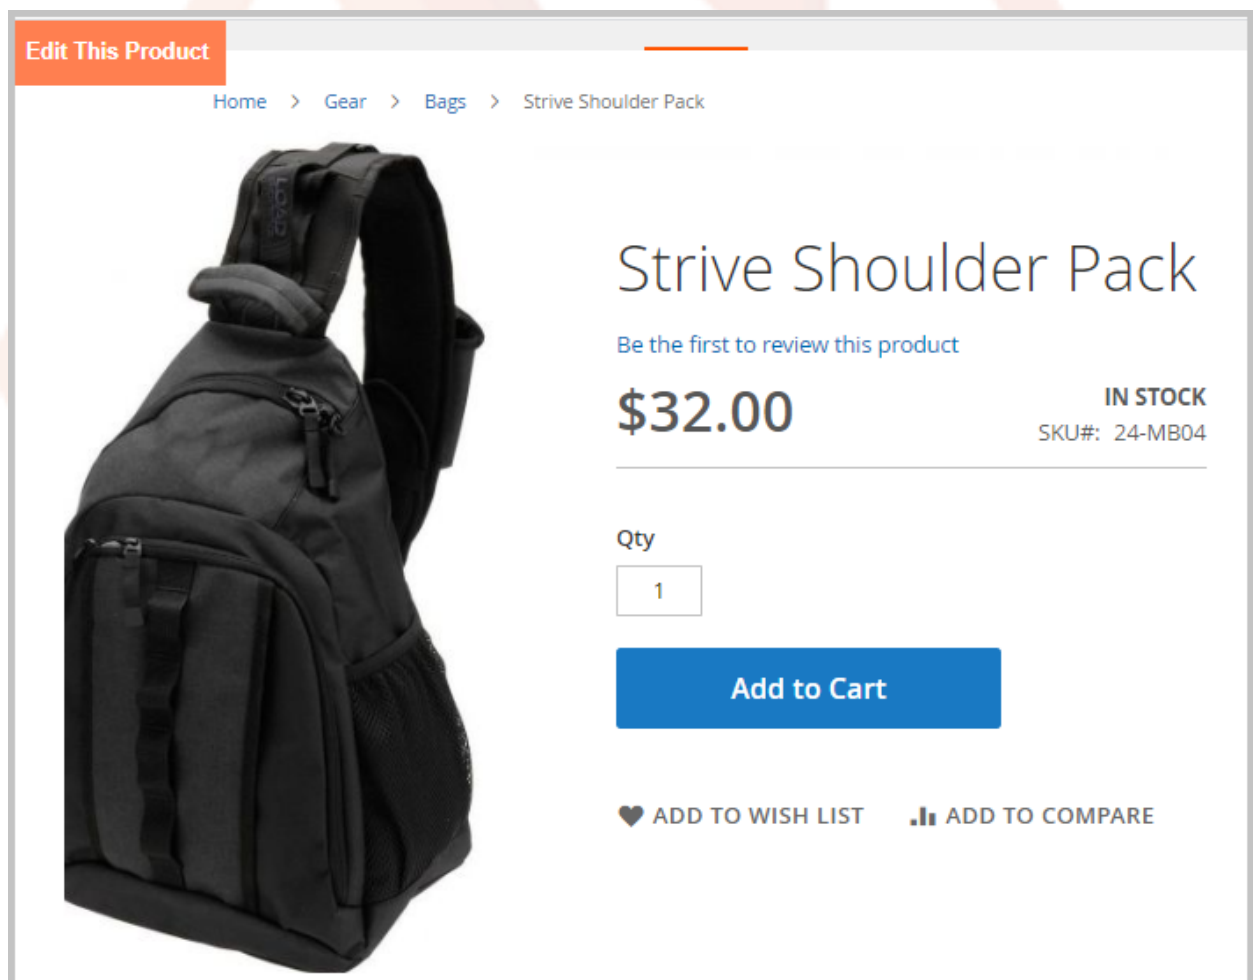 Edit This Product
Home > Gear > Bags > Strive Shoulder Pack
LOAD
Strive Shoulder Pack
Be the first to review this product
$32.00
IN STOCK
SKU#: 24-MB04
Qty
1
Add to Cart
ADD TO WISH LIST
ADD TO COMPARE